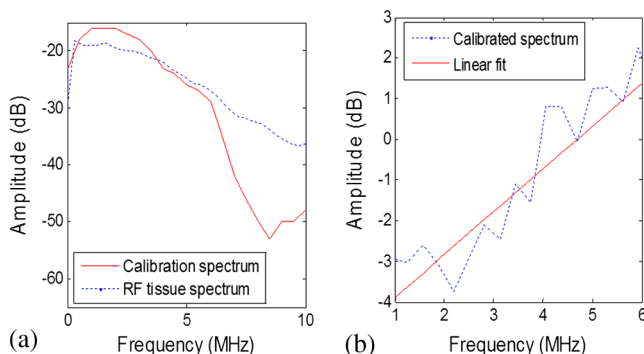 -20
-30
-40
-50
-60
Amplitude (dB)
Calibration spectrum
RF tissue spectrum
0
5
10
Frequency (MHz)
(a)
3
2
1
0
-1
-2
-3
-4
Amplitude (dB)
Calibrated spectrum
Linear fit
1
2
3
4
5
6
Frequency (MHz)
(b)